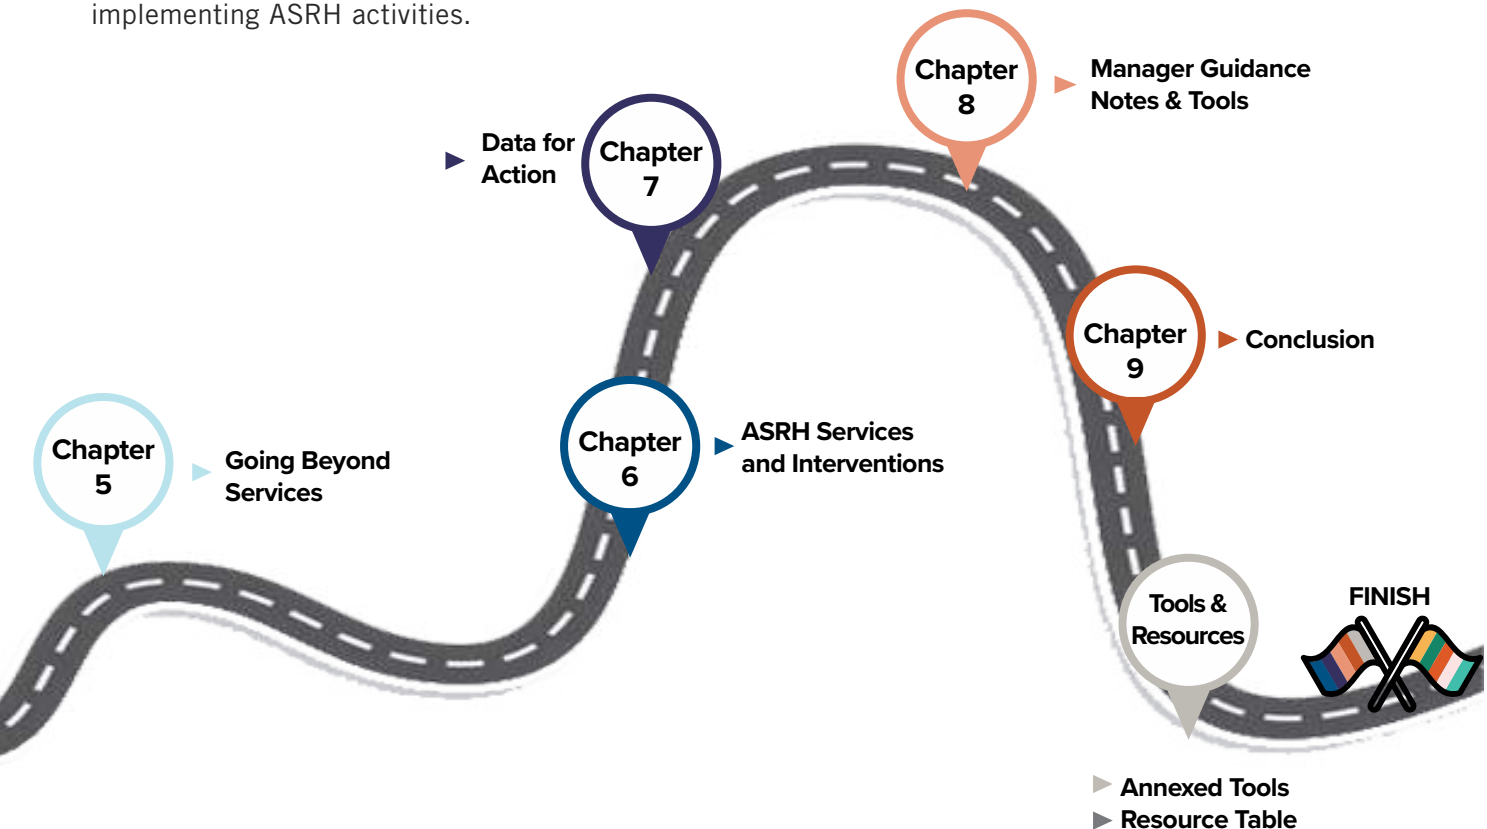 implementing ASRH activities.
Chapter
5
Going Beyond
Services
Chapter
6
ASRH Services
and Interventions
Chapter
7
Data for
Action
Chapter
8
Manager Guidance
Notes & Tools
Chapter
9
Conclusion
Tools &
Resources
Annexed Tools
Resource Table
FINISH